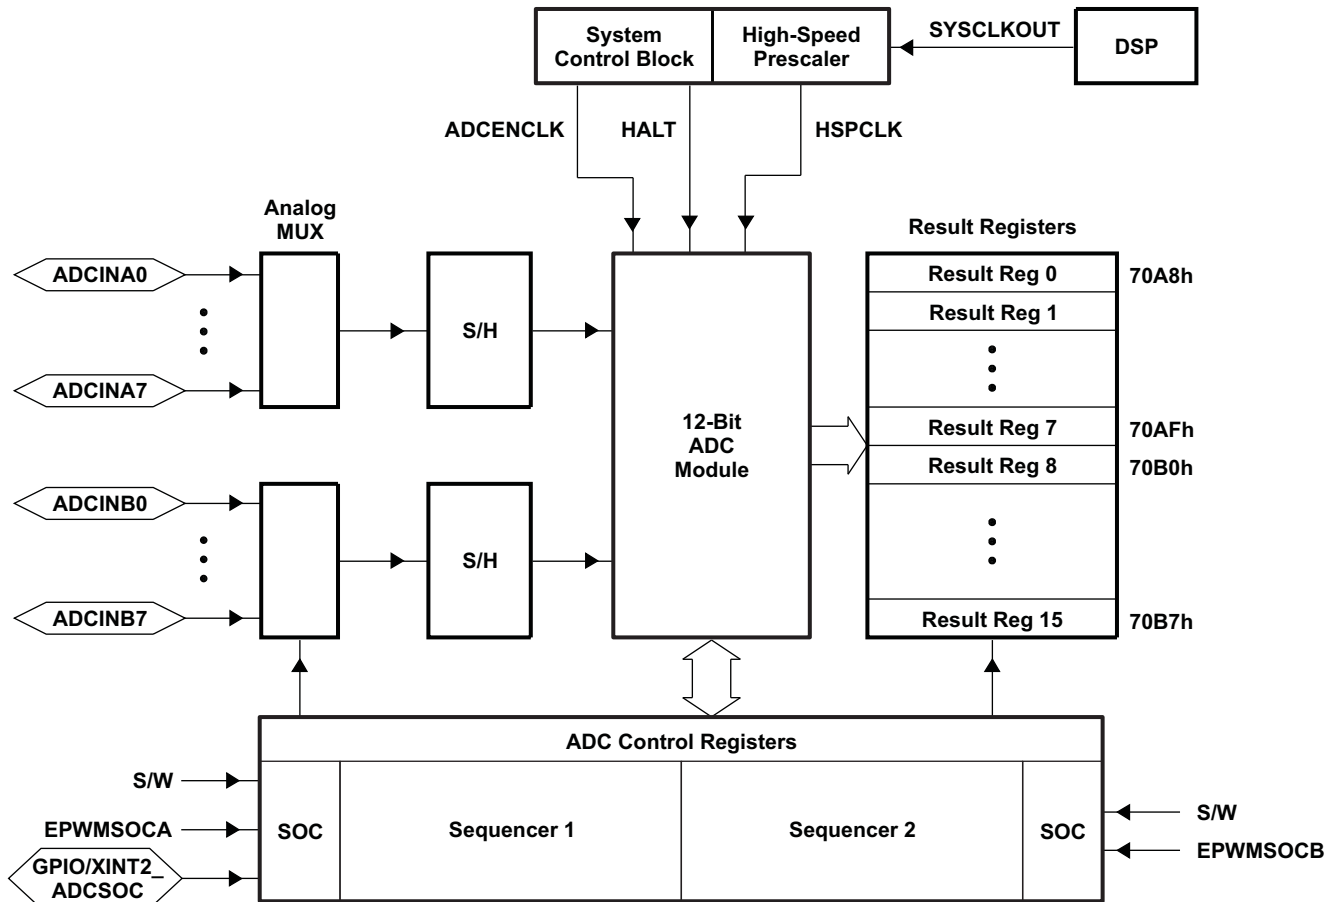 System
Control Block
High-Speed
Prescaler
SYSCLKOUT
DSP
ADCENCLK
HALT
HSPCLK
Analog
MUX
Result Registers
ADCINA0
ADCINA7
S/H
ADCINB0
ADCINB7
S/H
12-Bit
ADC
Module
Result Reg 0
70A8h
Result Reg 1
Result Reg 7
70AFh
Result Reg 8
70B0h
Result Reg 15
70B7h
ADC Control Registers
S/W
EPWMSOCA
GPIO/XINT2_
ADCSOC
SOC
Sequencer 1
Sequencer 2
SOC
S/W
EPWMSOCB